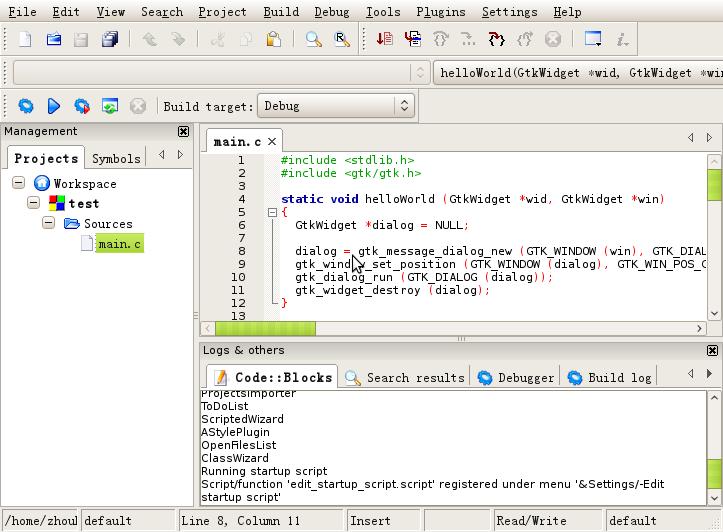 File Edit View Search Project Build Debug Tools Plugins Settings Help
helloWorld(GtkWidget *wid, GtkWidget *win
Build target: Debug
Management
Projects Symbols
Workspace
test
Sources
main.c
main.c
1 #include <stdlib.h>
2 #include <gtk/gtk.h>
3
4 static void helloWorld (GtkWidget *wid, GtkWidget *win)
5 {
6 GtkWidget *dialog = NULL;
7
8 dialog = gtk_message_dialog_new (GTK_WINDOW (win), GTK_DIAL
9 gtk_window_set_position (GTK_WINDOW (dialog), GTK_WIN_POS_C
10 gtk_dialog_run (GTK_DIALOG (dialog));
11 gtk_widget_destroy (dialog);
12 }
13
Logs & others
Code::Blocks Search results Debugger Build log
ProjectsImporter
ToDoList
ScriptedWizard
AStylePlugin
OpenFilesList
ClassWizard
Running startup script
Script/function 'edit_startup_script.script' registered under menu '&Settings/-Edit
startup script'
/home/zhoul default Line 8, Column 11 Insert Read/Write default